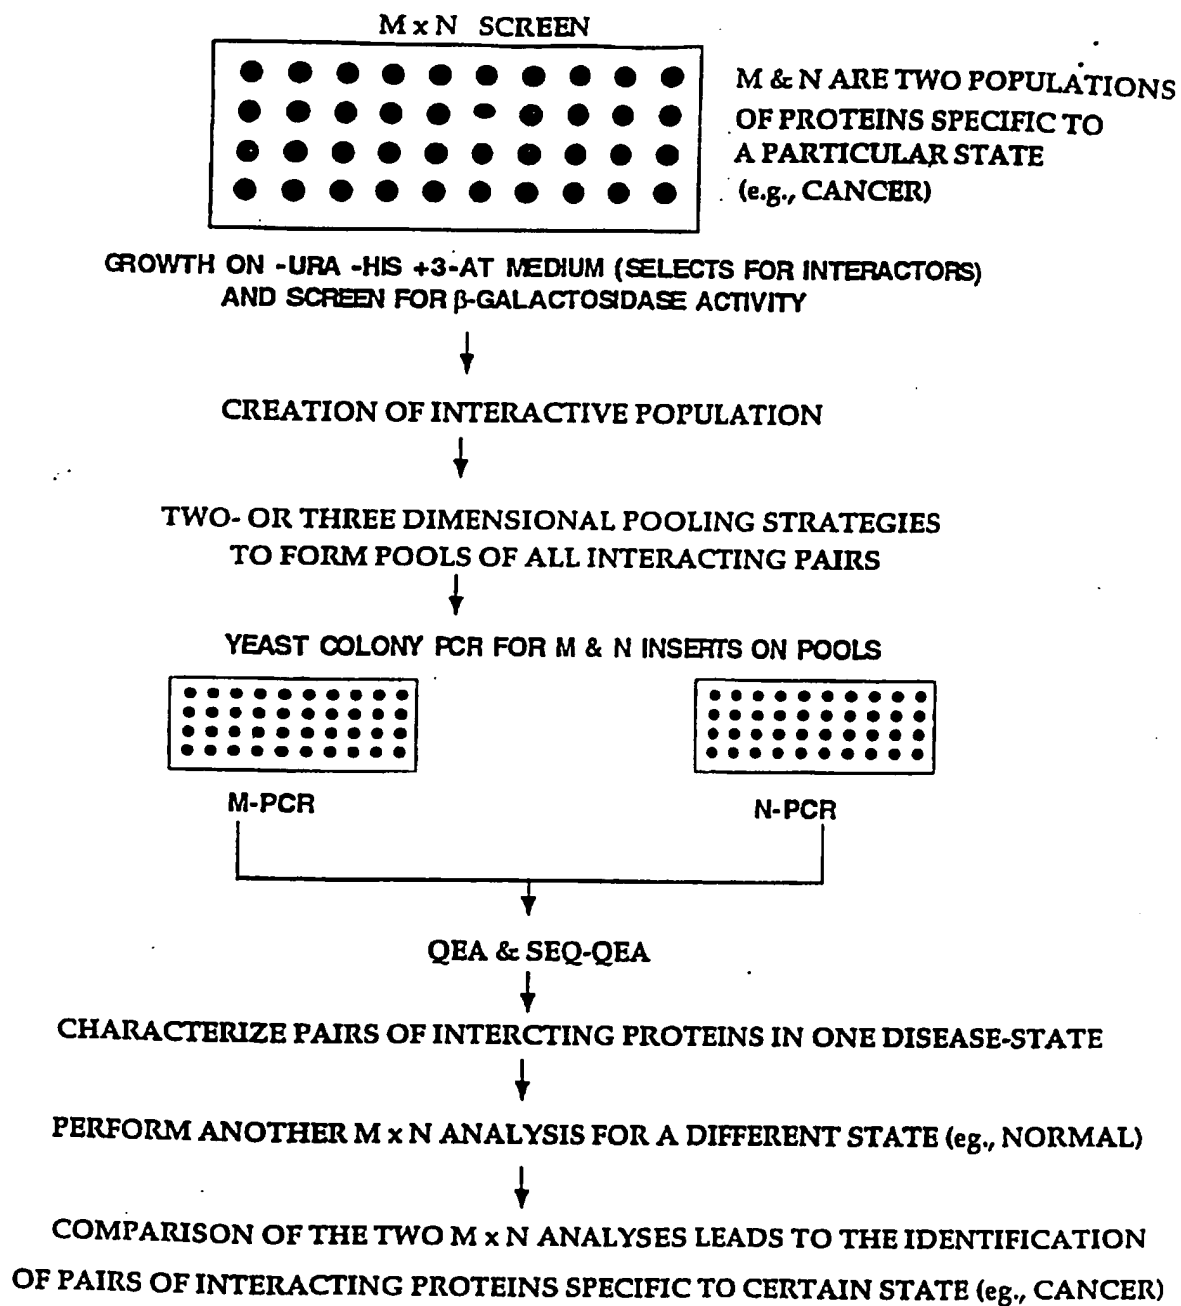 M x N SCREEN
M & N ARE TWO POPULATIONS
OF PROTEINS SPECIFIC TO
A PARTICULAR STATE
(e.g., CANCER)
GROWTH ON -URA -HIS +3-AT MEDIUM (SELECTS FOR INTERACTORS)
AND SCREEN FOR β-GALACTOSIDASE ACTIVITY
CREATION OF INTERACTIVE POPULATION
TWO- OR THREE DIMENSIONAL POOLING STRATEGIES
TO FORM POOLS OF ALL INTERACTING PAIRS
YEAST COLONY PCR FOR M & N INSERTS ON POOLS
M-PCR
N-PCR
QEA & SEQ-QEA
CHARACTERIZE PAIRS OF INTERCTING PROTEINS IN ONE DISEASE-STATE
PERFORM ANOTHER M x N ANALYSIS FOR A DIFFERENT STATE (eg., NORMAL)
COMPARISON OF THE TWO M x N ANALYSES LEADS TO THE IDENTIFICATION
OF PAIRS OF INTERACTING PROTEINS SPECIFIC TO CERTAIN STATE (eg., CANCER)